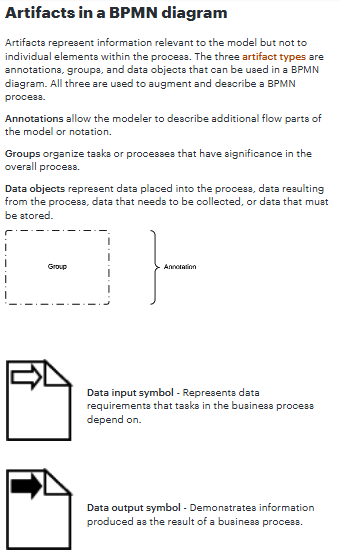 Artifacts in a BPMN diagram
Artifacts represent information relevant to the model but not to
individual elements within the process. The three artifact types are
annotations, groups, and data objects that can be used in a BPMN
diagram. All three are used to augment and describe a BPMN
process.
Annotations allow the modeler to describe additional flow parts of
the model or notation.
Groups organize tasks or processes that have significance in the
overall process.
Data objects represent data placed into the process, data resulting
from the process, data that needs to be collected, or data that must
be stored.
Group
Annotation
Data input symbol - Represents data
requirements that tasks in the business process
depend on.
Data output symbol - Demonstrates information
produced as the result of a business process.